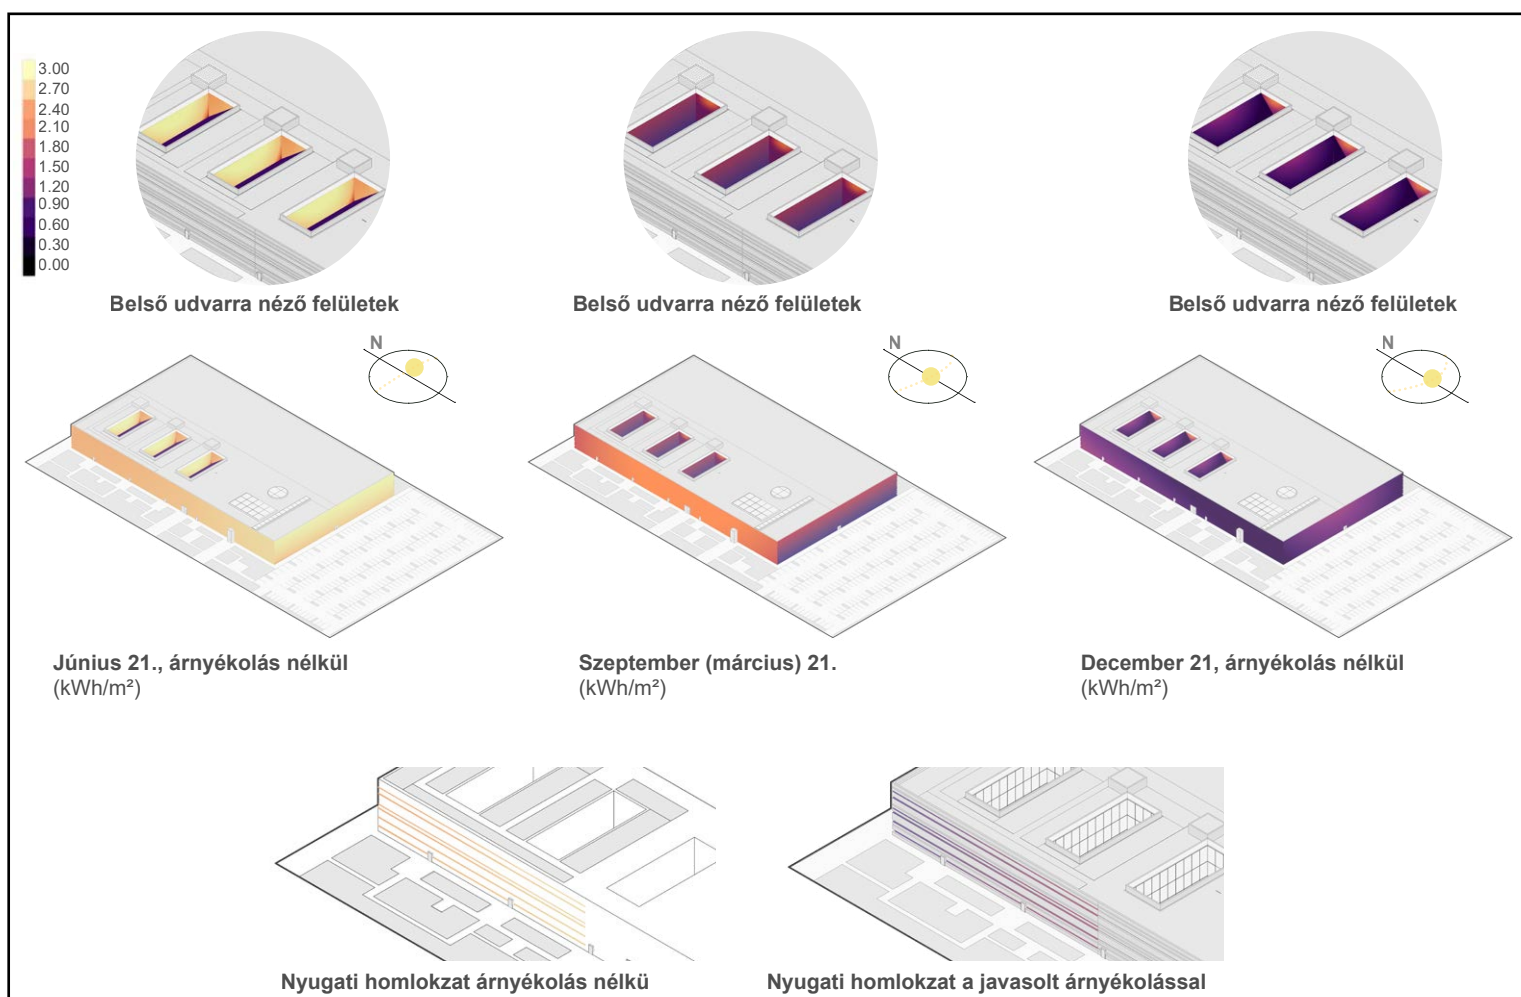 3.00
2.70
2.40
2.10
1.80
1.50
1.20
0.90
0.60
0.30
0.00
Belső udvarra néző felületek
Belső udvarra néző felületek
Belső udvarra néző felületek
N
N
N
Június 21., árnyékolás nélkül
(kWh/m²)
Szeptember (március) 21.
(kWh/m²)
December 21, árnyékolás nélkül
(kWh/m²)
Nyugati homlokzat árnyékolás nélkü
Nyugati homlokzat a javasolt árnyékolással